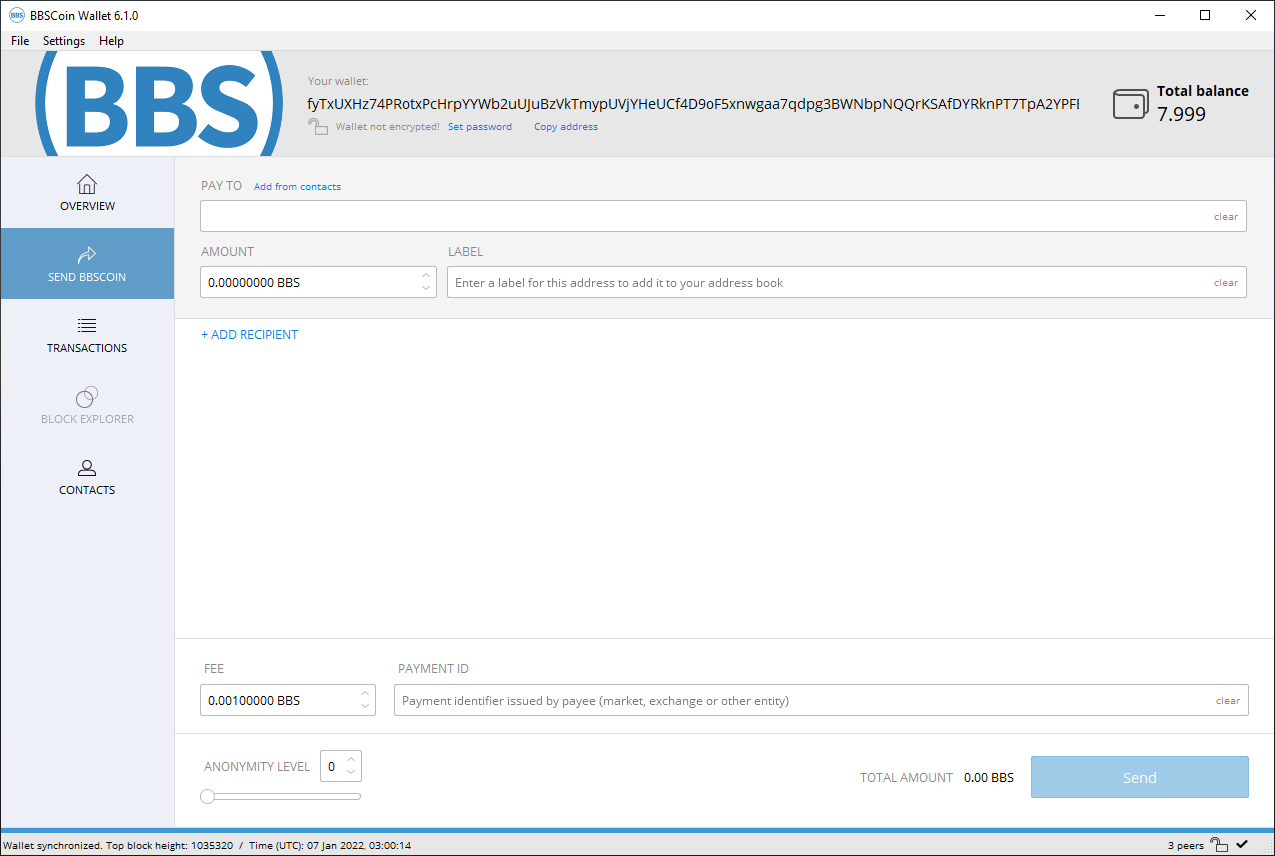 BBS BBSCoin Wallet 6.1.0
File Settings Help
(BBS)
Your wallet:
fyTxUXHz74PRotxPcHrpYYWb2uUJuBzVkTmypUVjYHeUCf4D9oF5xnwgaa7qdpg3BWNbpNQQrKSAfDYRknPT7TpA2YPFE
Wallet not encrypted! Set password Copy address
Total balance
7.999
OVERVIEW
SEND BBSCOIN
TRANSACTIONS
BLOCK EXPLORER
CONTACTS
PAY TO Add from contacts
clear
AMOUNT LABEL
0.00000000 BBS Enter a label for this address to add it to your address book clear
+ ADD RECIPIENT
FEE PAYMENT ID
0.00100000 BBS Payment identifier issued by payee (market, exchange or other entity) clear
ANONYMITY LEVEL 0
TOTAL AMOUNT 0.00 BBS Send
Wallet synchronized. Top block height: 1035320 / Time (UTC): 07 Jan 2022, 03:00:14 3 peers